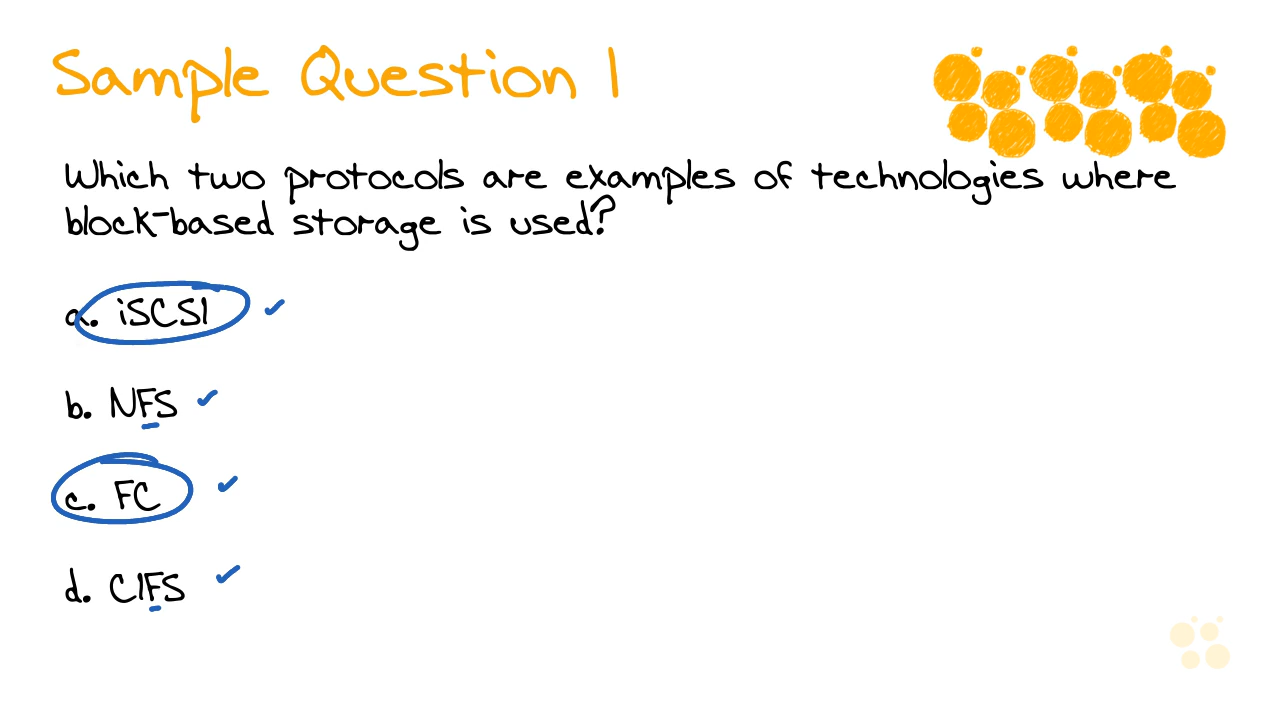 Sample Question 1
Which two protocols are examples of technologies where
block-based storage is used?
a. iSCSI ✓
b. NFS ✓
c. FC ✓
d. CIFS ✓